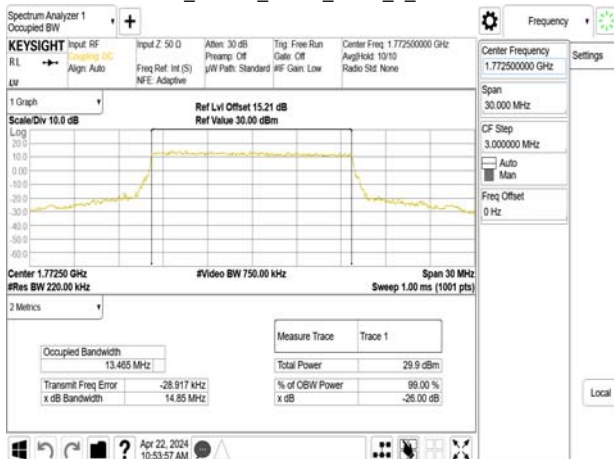 Spectrum Analyzer 1
Occupied BW
+
Frequency
KEYSIGHT
RL
LU
Input: RF
Coupling: DC
Align: Auto
Input Z: 50 Ω
Freq Ref: Int (S)
NFE: Adaptive
Atten: 30 dB
Preamp: Off
µW Path: Standard
Trig: Free Run
Gate: Off
#IF Gain: Low
Center Freq: 1.772500000 GHz
Avg|Hold: 10/10
Radio Std: None
Center Frequency
1.772500000 GHz
Settings
Span
30.000 MHz
CF Step
3.000000 MHz
Auto
Man
Freq Offset
0 Hz
Local
1 Graph
Scale/Div 10.0 dB
Ref Lvl Offset 15.21 dB
Ref Value 30.00 dBm
Log
20.0
10.0
0.00
-10.0
-20.0
-30.0
-40.0
-50.0
-60.0
Center 1.77250 GHz
#Video BW 750.00 kHz
Span 30 MHz
#Res BW 220.00 kHz
Sweep 1.00 ms (1001 pts)
2 Metrics
Measure Trace
Trace 1
Occupied Bandwidth
13.465 MHz
Total Power
29.9 dBm
Transmit Freq Error
-28.917 kHz
% of OBW Power
99.00 %
x dB Bandwidth
14.85 MHz
x dB
-26.00 dB
?
Apr 22, 2024
10:53:57 AM